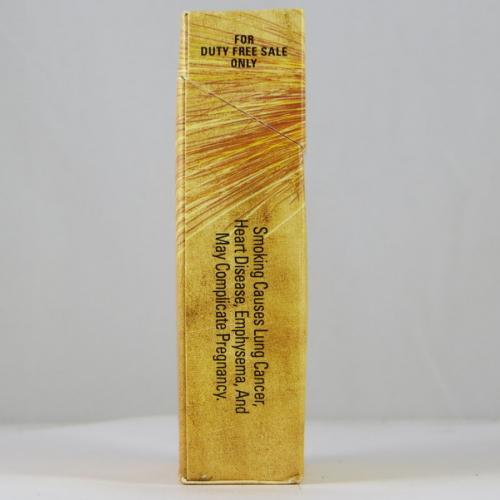 FOR
DUTY FREE SALE
ONLY
Smoking Causes Lung Cancer,
Heart Disease, Emphysema, And
May Complicate Pregnancy.